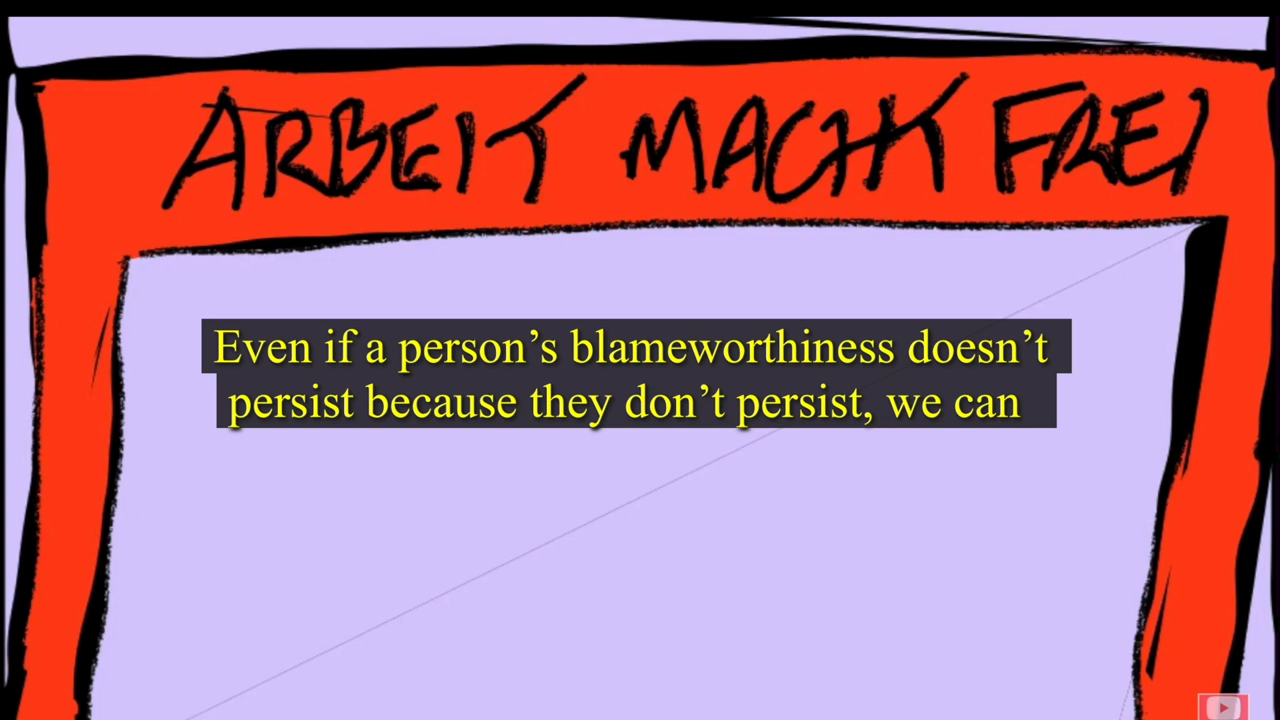 ARBEIT MACHT FREI
Even if a person’s blameworthiness doesn’t
persist because they don’t persist, we can